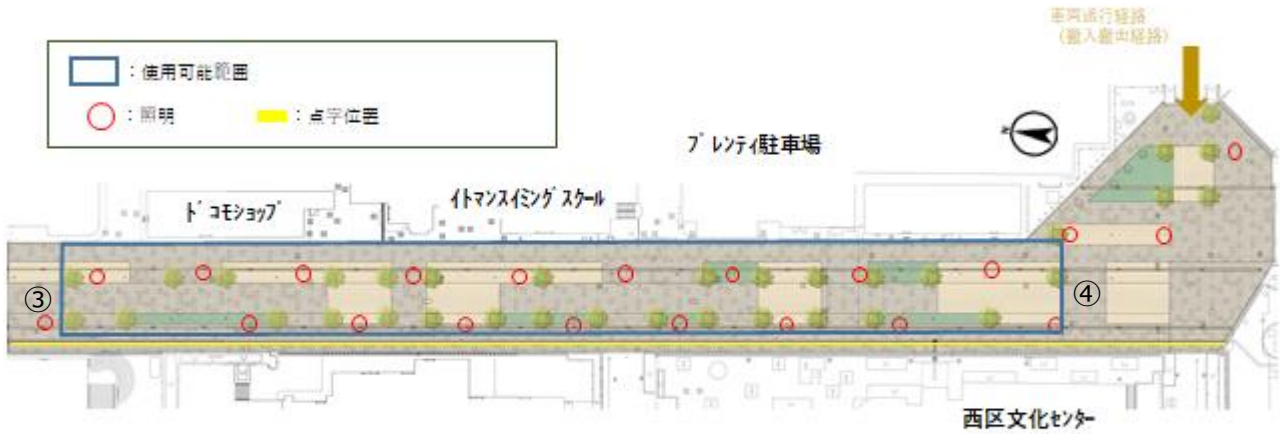 車両通行経路
(搬入搬出経路)
：使用可能範囲
：照明
：点字位置
プレンティ駐車場
N
イトマンスイミングスクール
ドコモショップ
③
④
西区文化センター